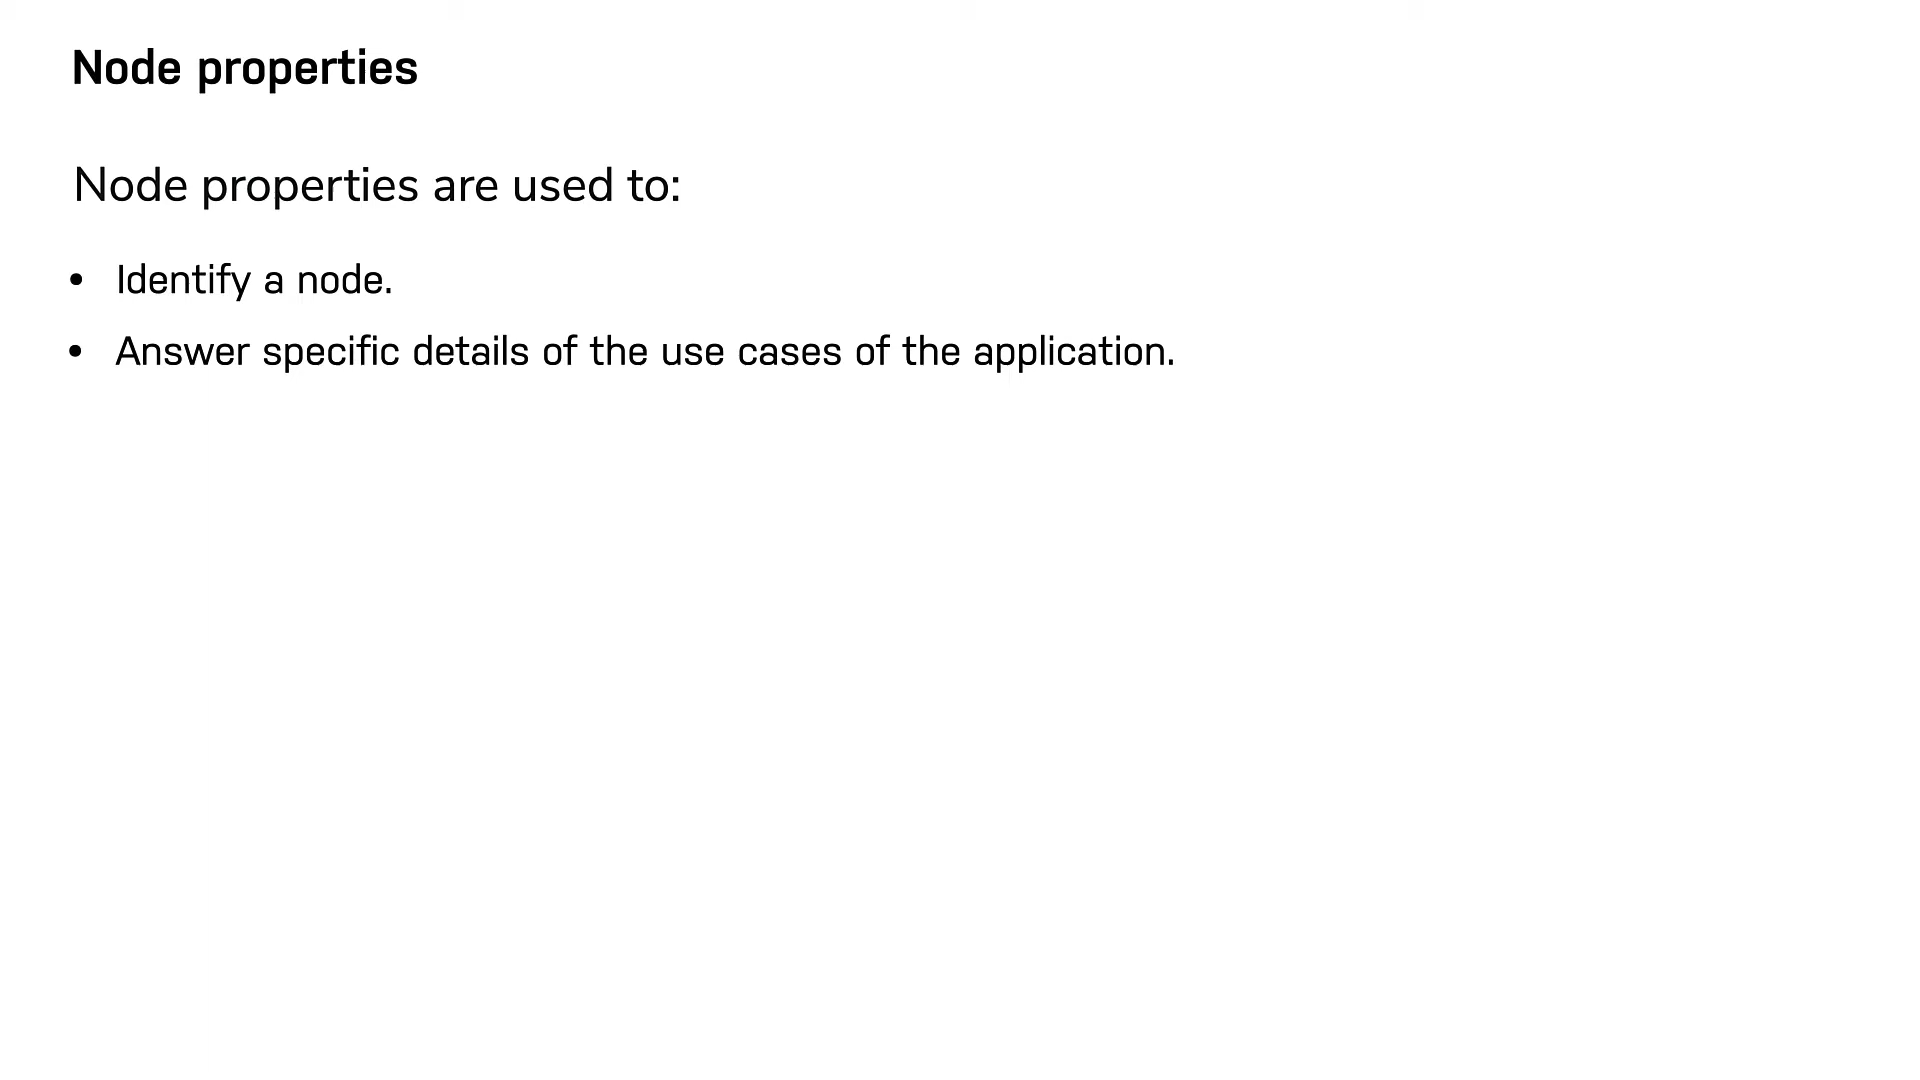 Node properties
Node properties are used to:
• Identify a node.
• Answer specific details of the use cases of the application.